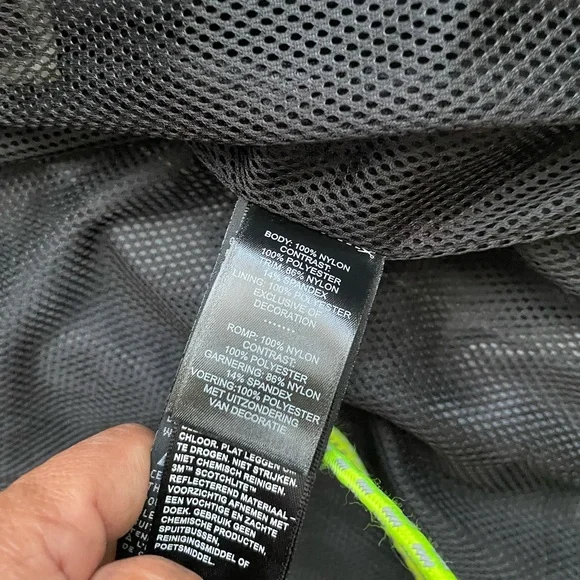 BODY: 100% NYLON
CONTRAST:
100% POLYESTER
TRIM: 86% NYLON
14% SPANDEX
LINING: 100% POLYESTER
EXCLUSIVE OF
DECORATION
.......
ROMP: 100% NYLON
CONTRAST:
100% POLYESTER
GARNERING: 86% NYLON
14% SPANDEX
VOERING:100% POLYESTER
MET UITZONDERING
VAN DECORATIE
CHLOOR. PLAT LEGGEN OM
TE DROGEN. NIET STRIJKEN.
NIET CHEMISCH REINIGEN.
3M™ SCOTCHLITE™
REFLECTEREND MATERIAAL-
VOORZICHTIG AFNEMEN MET
EEN VOCHTIGE EN ZACHTE
DOEK. GEBRUIK GEEN
CHEMISCHE PRODUCTEN,
SPUITBUSSEN,
REINIGINGSMIDDEL OF
POETSMIDDEL.